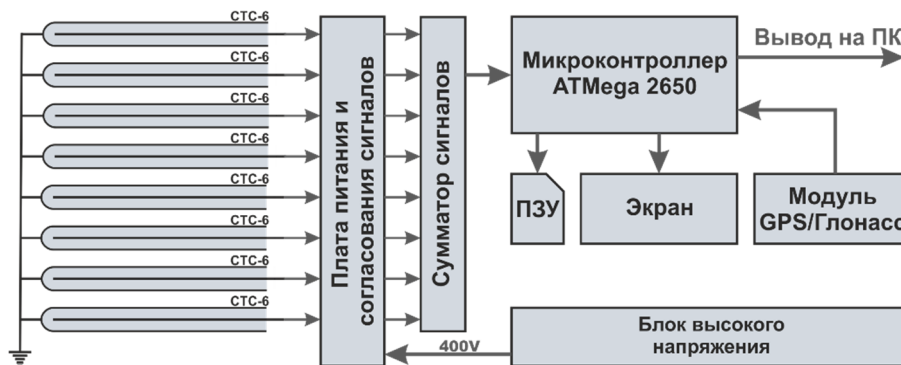 СТС-6
СТС-6
СТС-6
СТС-6
СТС-6
СТС-6
СТС-6
СТС-6
Плата питания и
согласования сигналов
Сумматор сигналов
Микроконтроллер
ATMega 2650
Вывод на ПК
ПЗУ
Экран
Модуль
GPS/Глонасс
400V
Блок высокого
напряжения